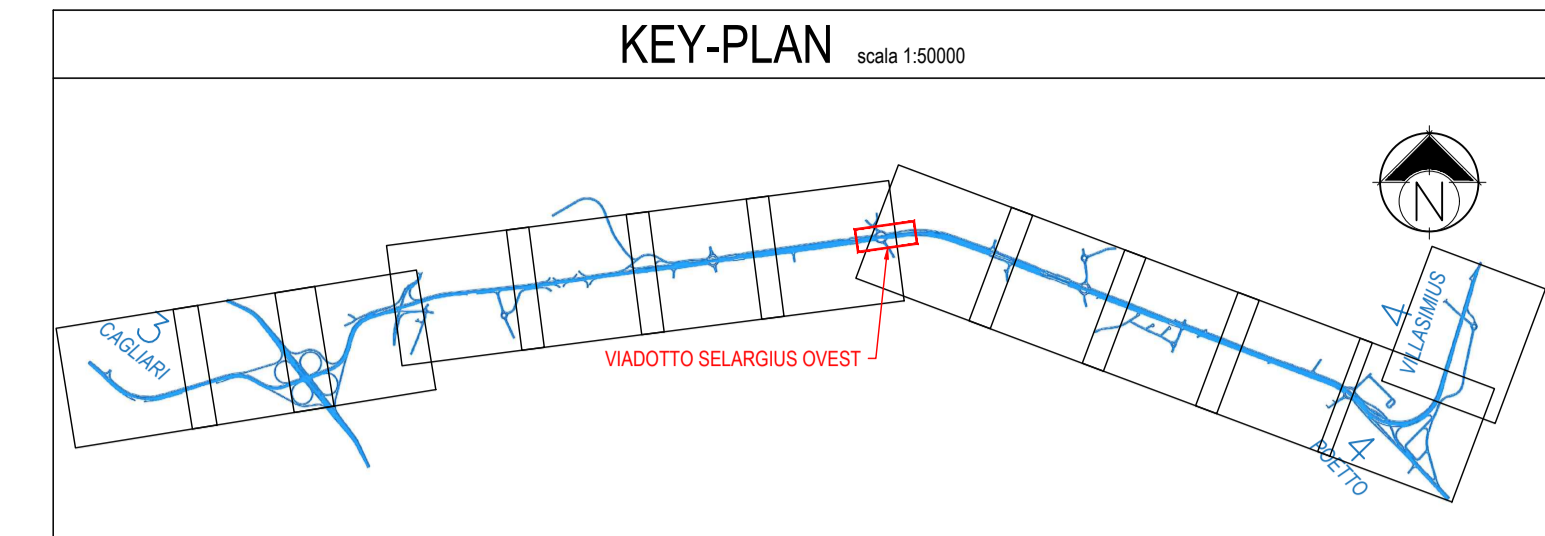 KEY-PLAN scala 1:50000
N
3
CAGLIARI
VIADOTTO SELARGIUS OVEST
4
VILLASIMIUS
4
POETTO